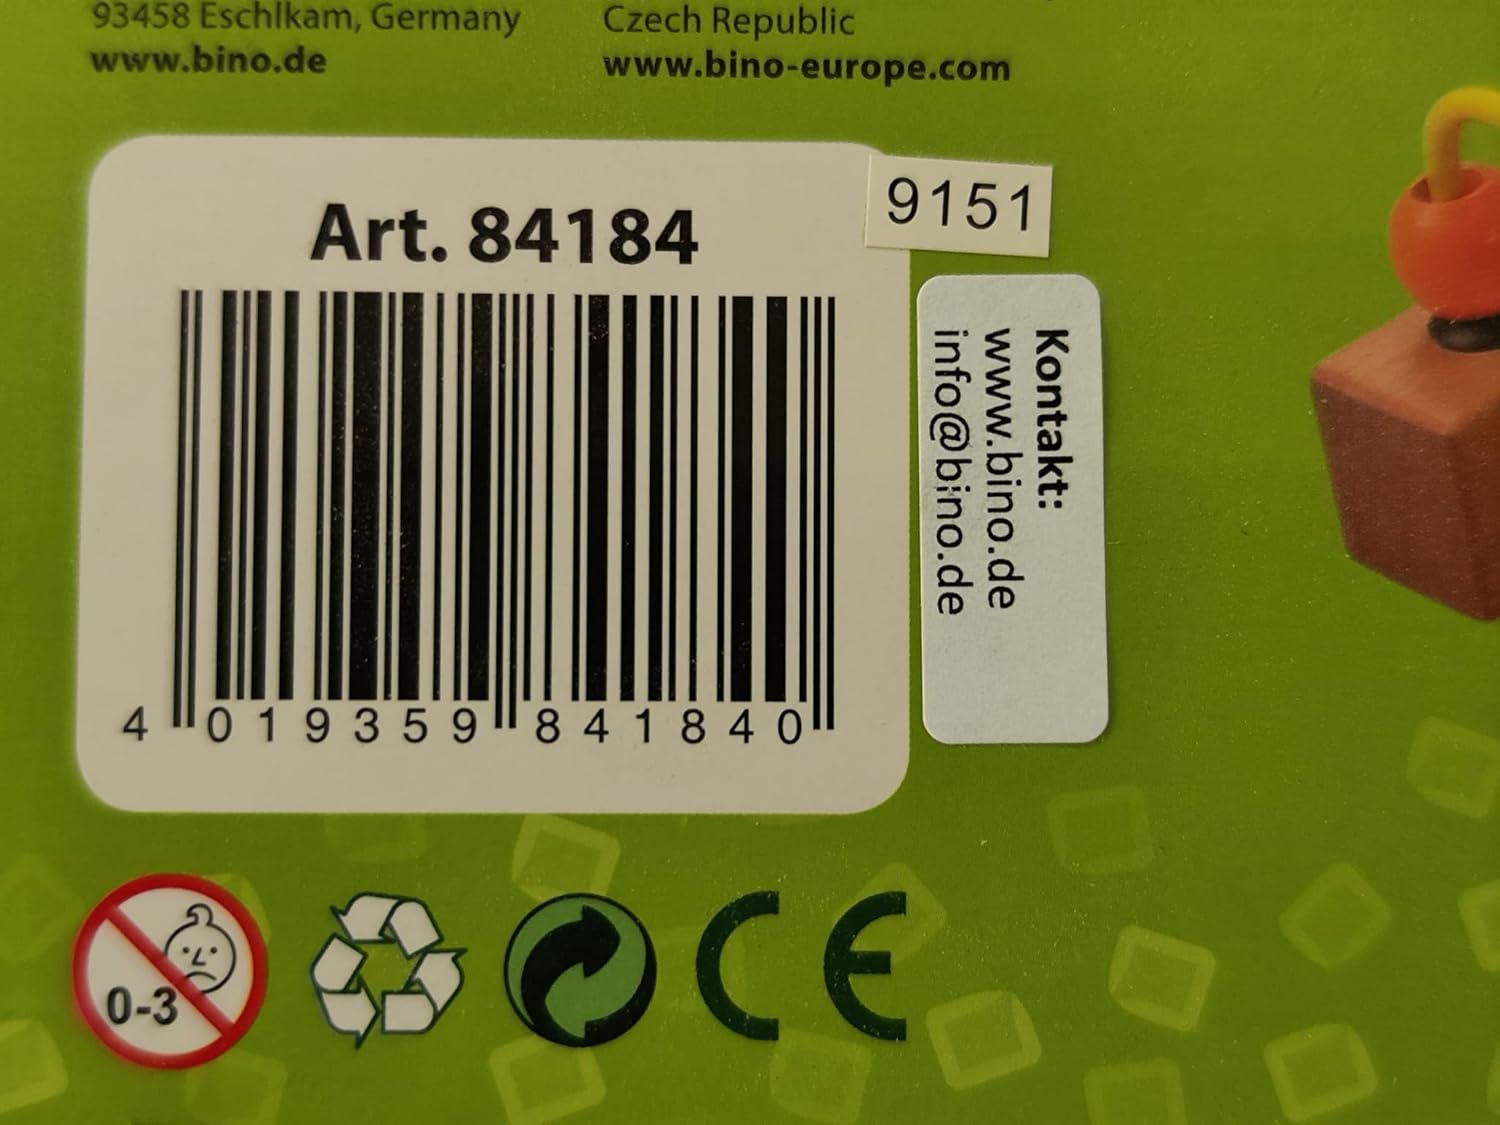 93458 Eschlkam, Germany
www.bino.de
Czech Republic
www.bino-europe.com
Art. 84184
9151
4 019359 841840
Kontakt:
www.bino.de
info@bino.de
0-3
CE